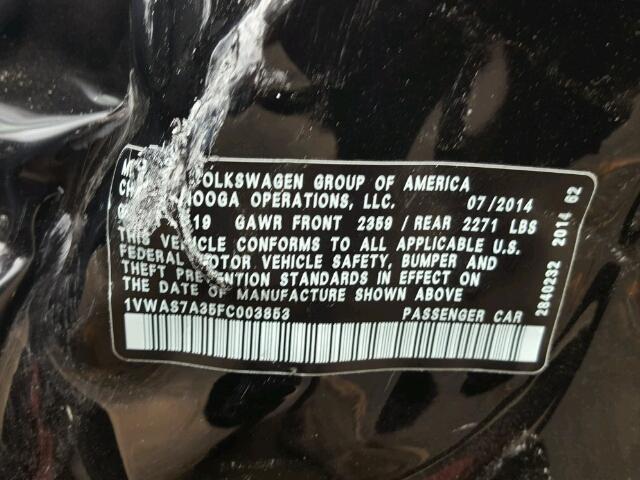 OLKSWAGEN GROUP OF AMERICA
OOGA OPERATIONS, LLC. 07/2014
19 GAWR FRONT 2359 / REAR 2271 LBS
THIS VEHICLE CONFORMS TO ALL APPLICABLE U.S.
FEDERAL MOTOR VEHICLE SAFETY, BUMPER AND
THEFT PREVENTION STANDARDS IN EFFECT ON
THE DATE OF MANUFACTURE SHOWN ABOVE
1VWAS7A35FC003853 PASSENGER CAR
2840232 2014 62